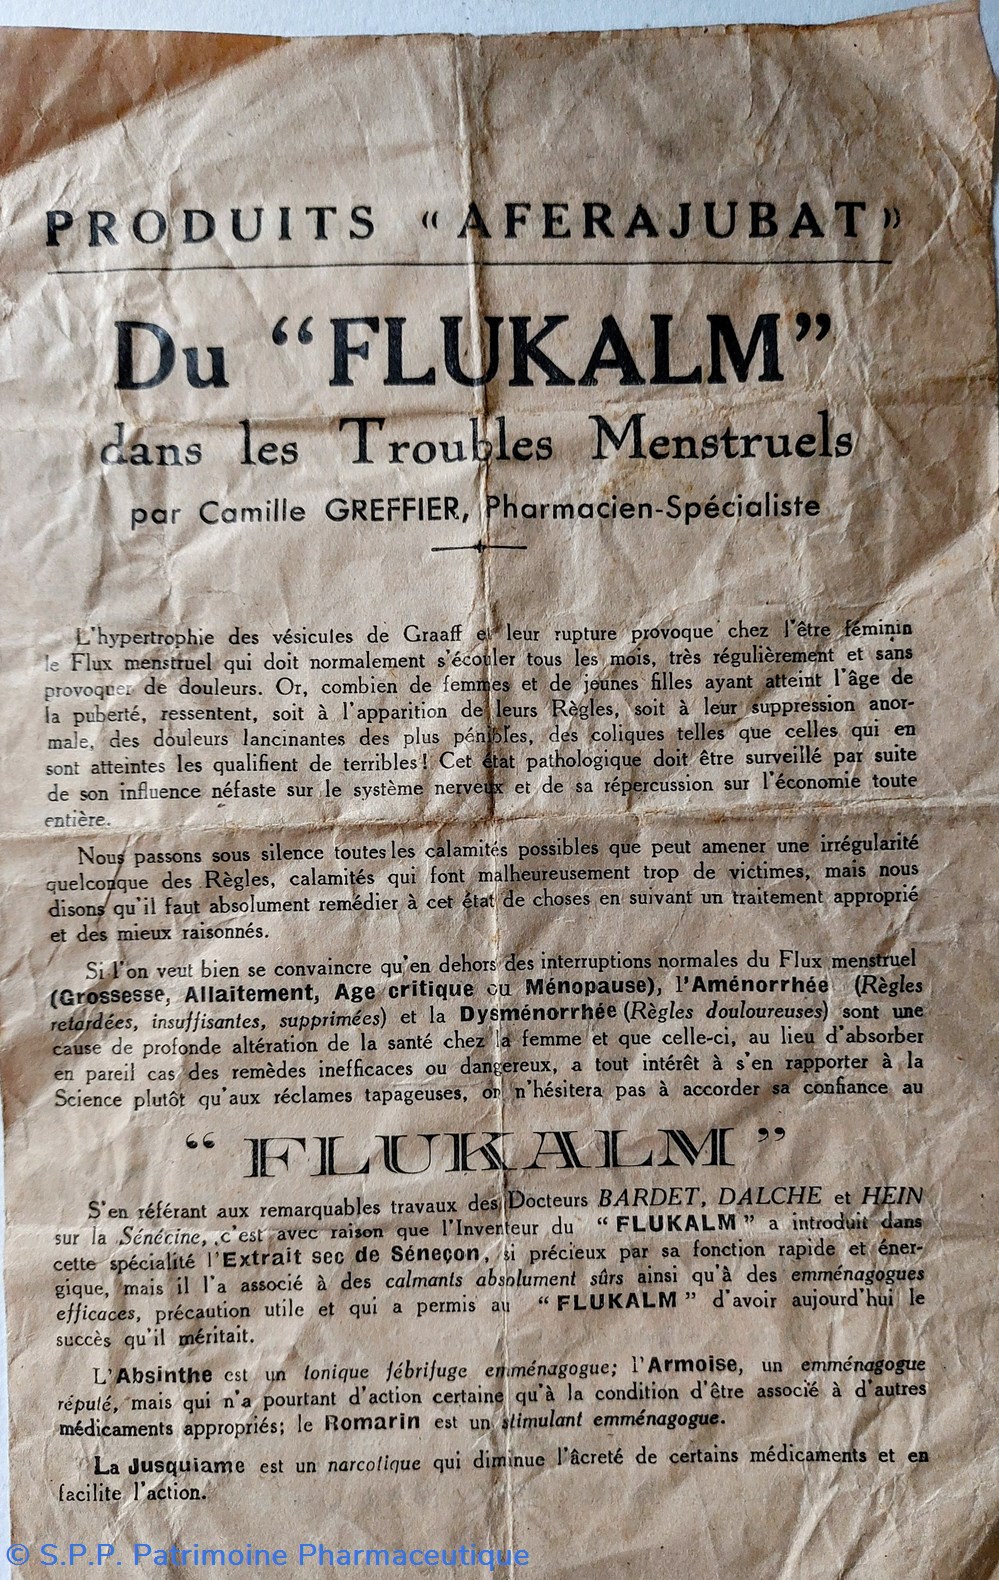 PRODUITS « AFERAJUBAT »
Du “FLUKALM”
dans les Troubles Menstruels
par Camille GREFFIER, Pharmacien-Spécialiste
L'hypertrophie des vésicules de Graaff et leur rupture provoque chez l'être féminin
le Flux menstruel qui doit normalement s'écouler tous les mois, très régulièrement et sans
provoquer de douleurs. Or, combien de femmes et de jeunes filles ayant atteint l'âge de
la puberté, ressentent, soit à l'apparition de leurs Règles, soit à leur suppression anor-
male, des douleurs lancinantes des plus pénibles, des coliques telles que celles qui en
sont atteintes les qualifient de terribles! Cet état pathologique doit être surveillé par suite
de son influence néfaste sur le système nerveux et de sa répercussion sur l'économie toute
entière.
Nous passons sous silence toutes les calamités possibles que peut amener une irrégularité
quelconque des Règles, calamités qui font malheureusement trop de victimes, mais nous
disons qu'il faut absolument remédier à cet état de choses en suivant un traitement approprié
et des mieux raisonnés.
Si l'on veut bien se convaincre qu'en dehors des interruptions normales du Flux menstruel
(Grossesse, Allaitement, Age critique ou Ménopause), l'Aménorrhée (Règles
retardées, insuffisantes, supprimées) et la Dysménorrhée (Règles douloureuses) sont une
cause de profonde altération de la santé chez la femme et que celle-ci, au lieu d'absorber
en pareil cas des remèdes inefficaces ou dangereux, a tout intérêt à s'en rapporter à la
Science plutôt qu'aux réclames tapageuses, on n'hésitera pas à accorder sa confiance au
“FLUKALM”
S'en référant aux remarquables travaux des Docteurs BARDET, DALCHE et HEIN
sur la Sénécine, c'est avec raison que l'Inventeur du “FLUKALM” a introduit dans
cette spécialité l'Extrait sec de Séneçon, si précieux par sa fonction rapide et éner-
gique, mais il l'a associé à des calmants absolument sûrs ainsi qu'à des emménagogues
efficaces, précaution utile et qui a permis au “FLUKALM” d'avoir aujourd'hui le
succès qu'il méritait.
L'Absinthe est un tonique fébrifuge emménagogue; l'Armoise, un emménagogue
réputé, mais qui n'a pourtant d'action certaine qu'à la condition d'être associé à d'autres
médicaments appropriés; le Romarin est un stimulant emménagogue.
La Jusquiame est un narcotique qui diminue l'âcreté de certains médicaments et en
facilite l'action.
© S.P.P. Patrimoine Pharmaceutique